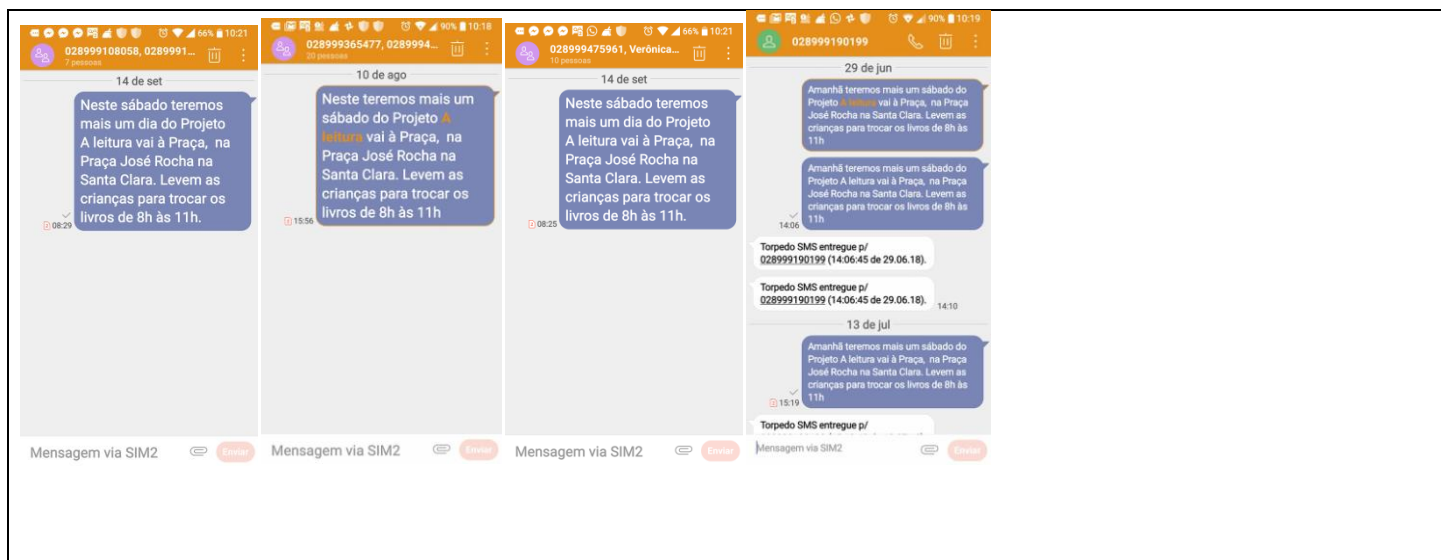 66% 10:21
028999108058, 0289991...
7 pessoas
14 de set
Neste sábado teremos
mais um dia do Projeto
A leitura vai à Praça, na
Praça José Rocha na
Santa Clara. Levem as
crianças para trocar os
livros de 8h às 11h.
2 08:29
Mensagem via SIM2
Enviar
90% 10:18
028999365477, 0289994...
20 pessoas
10 de ago
Neste teremos mais um
sábado do Projeto A
leitura vai à Praça, na
Praça José Rocha na
Santa Clara. Levem as
crianças para trocar os
livros de 8h às 11h
2 15:56
Mensagem via SIM2
Enviar
66% 10:21
028999475961, Verônica...
10 pessoas
14 de set
Neste sábado teremos
mais um dia do Projeto
A leitura vai à Praça, na
Praça José Rocha na
Santa Clara. Levem as
crianças para trocar os
livros de 8h às 11h.
2 08:25
Mensagem via SIM2
Enviar
90% 10:19
028999190199
29 de jun
Amanhã teremos mais um sábado do
Projeto A leitura vai à Praça, na Praça
José Rocha na Santa Clara. Levem as
crianças para trocar os livros de 8h às
11h
Amanhã teremos mais um sábado do
Projeto A leitura vai à Praça, na Praça
José Rocha na Santa Clara. Levem as
crianças para trocar os livros de 8h às
11h
14:06
Torpedo SMS entregue p/
028999190199 (14:06:45 de 29.06.18).
Torpedo SMS entregue p/
028999190199 (14:06:45 de 29.06.18).
14:10
13 de jul
Amanhã teremos mais um sábado do
Projeto A leitura vai à Praça, na Praça
José Rocha na Santa Clara. Levem as
crianças para trocar os livros de 8h às
11h
2 15:19
Torpedo SMS entregue p/
Mensagem via SIM2
Enviar